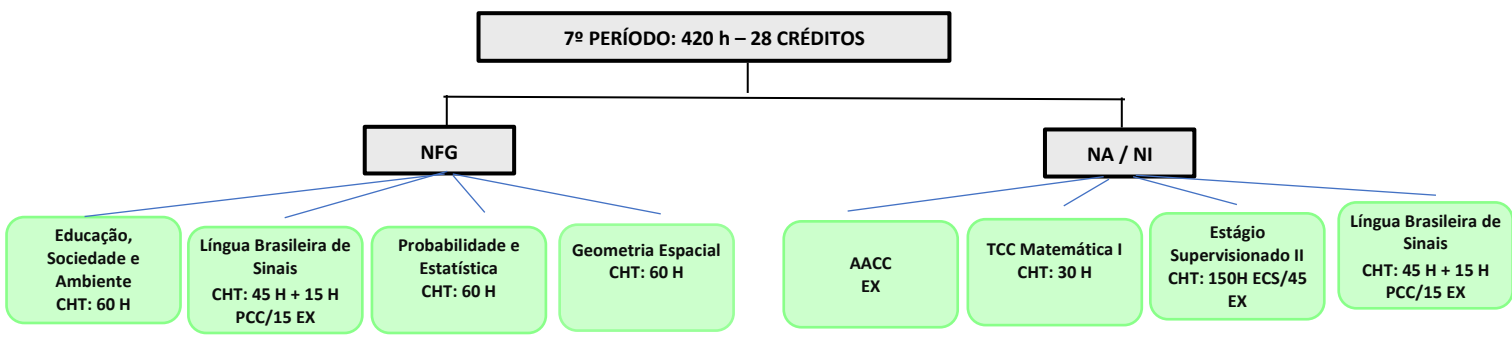 7º PERÍODO: 420 h – 28 CRÉDITOS
NFG
NA / NI
Educação,
Sociedade e
Ambiente
CHT: 60 H
Língua Brasileira de
Sinais
CHT: 45 H + 15 H
PCC/15 EX
Probabilidade e
Estatística
CHT: 60 H
Geometria Espacial
CHT: 60 H
AACC
EX
TCC Matemática I
CHT: 30 H
Estágio
Supervisionado II
CHT: 150H ECS/45
EX
Língua Brasileira de
Sinais
CHT: 45 H + 15 H
PCC/15 EX